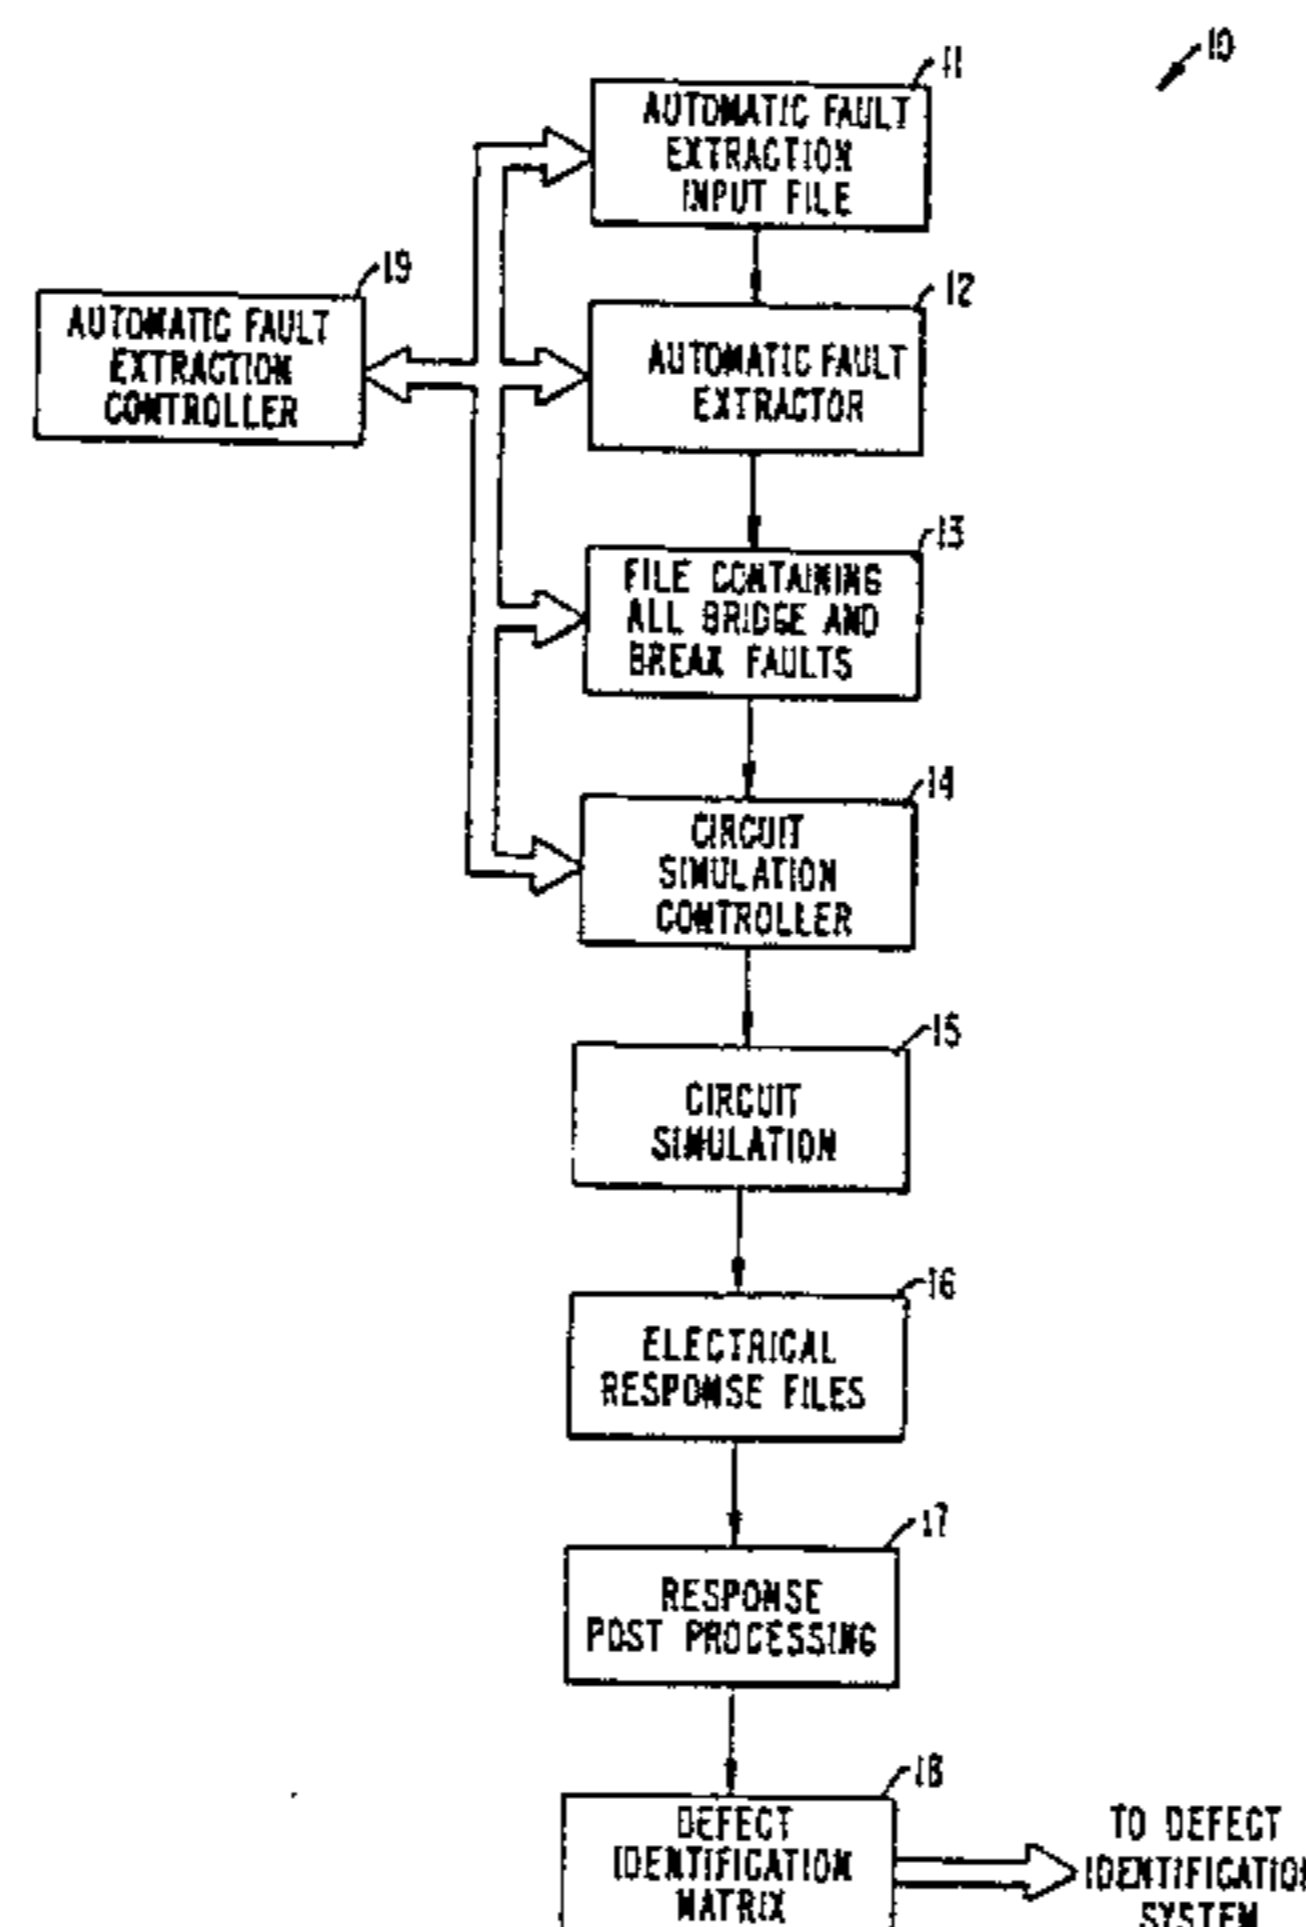 10
11
AUTOMATIC FAULT
EXTRACTION
INPUT FILE
19
AUTOMATIC FAULT
EXTRACTION
CONTROLLER
12
AUTOMATIC FAULT
EXTRACTOR
13
FILE CONTAINING
ALL BRIDGE AND
BREAK FAULTS
14
CIRCUIT
SIMULATION
CONTROLLER
15
CIRCUIT
SIMULATION
16
ELECTRICAL
RESPONSE FILES
17
RESPONSE
POST PROCESSING
18
DEFECT
IDENTIFICATION
MATRIX
TO DEFECT
IDENTIFICATION
SYSTEM